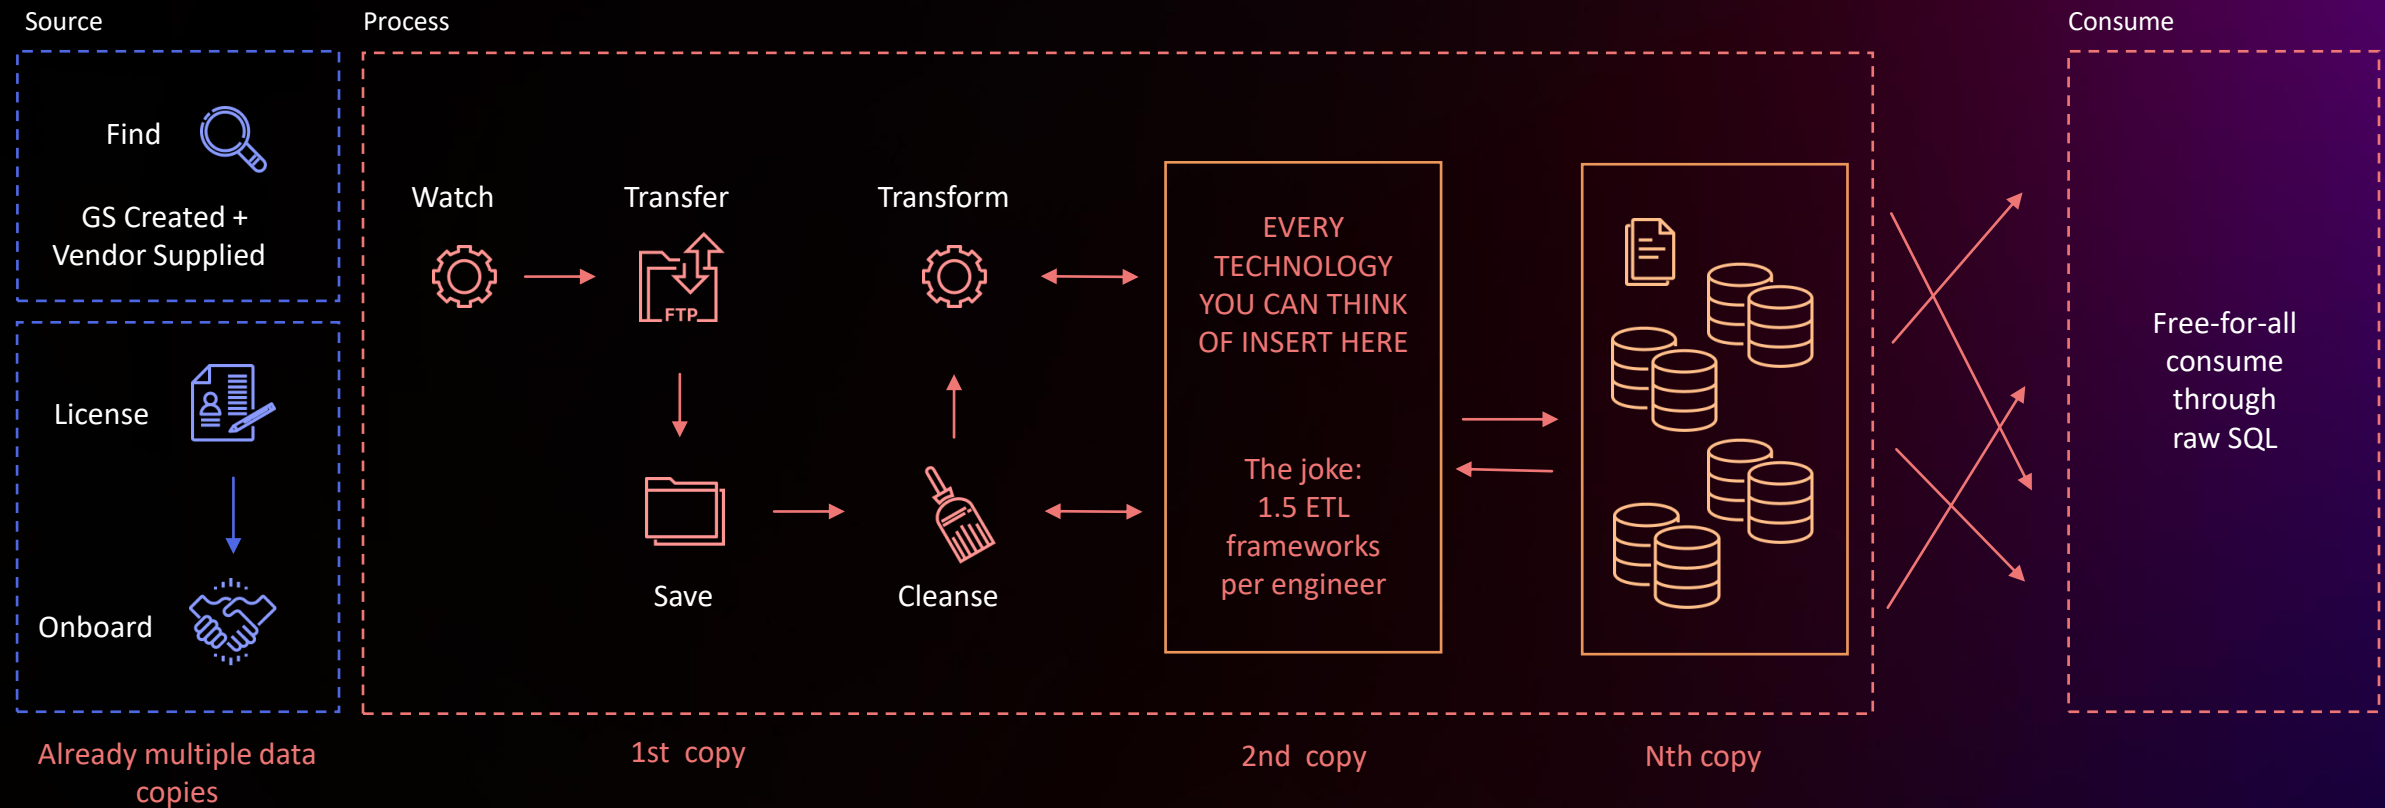 Source
Process
Consume
Find
GS Created +
Vendor Supplied
License
Onboard
Watch
Transfer
FTP
Transform
Save
Cleanse
EVERY
TECHNOLOGY
YOU CAN THINK
OF INSERT HERE
The joke:
1.5 ETL
frameworks
per engineer
Free-for-all
consume
through
raw SQL
Already multiple data
copies
1st copy
2nd copy
Nth copy